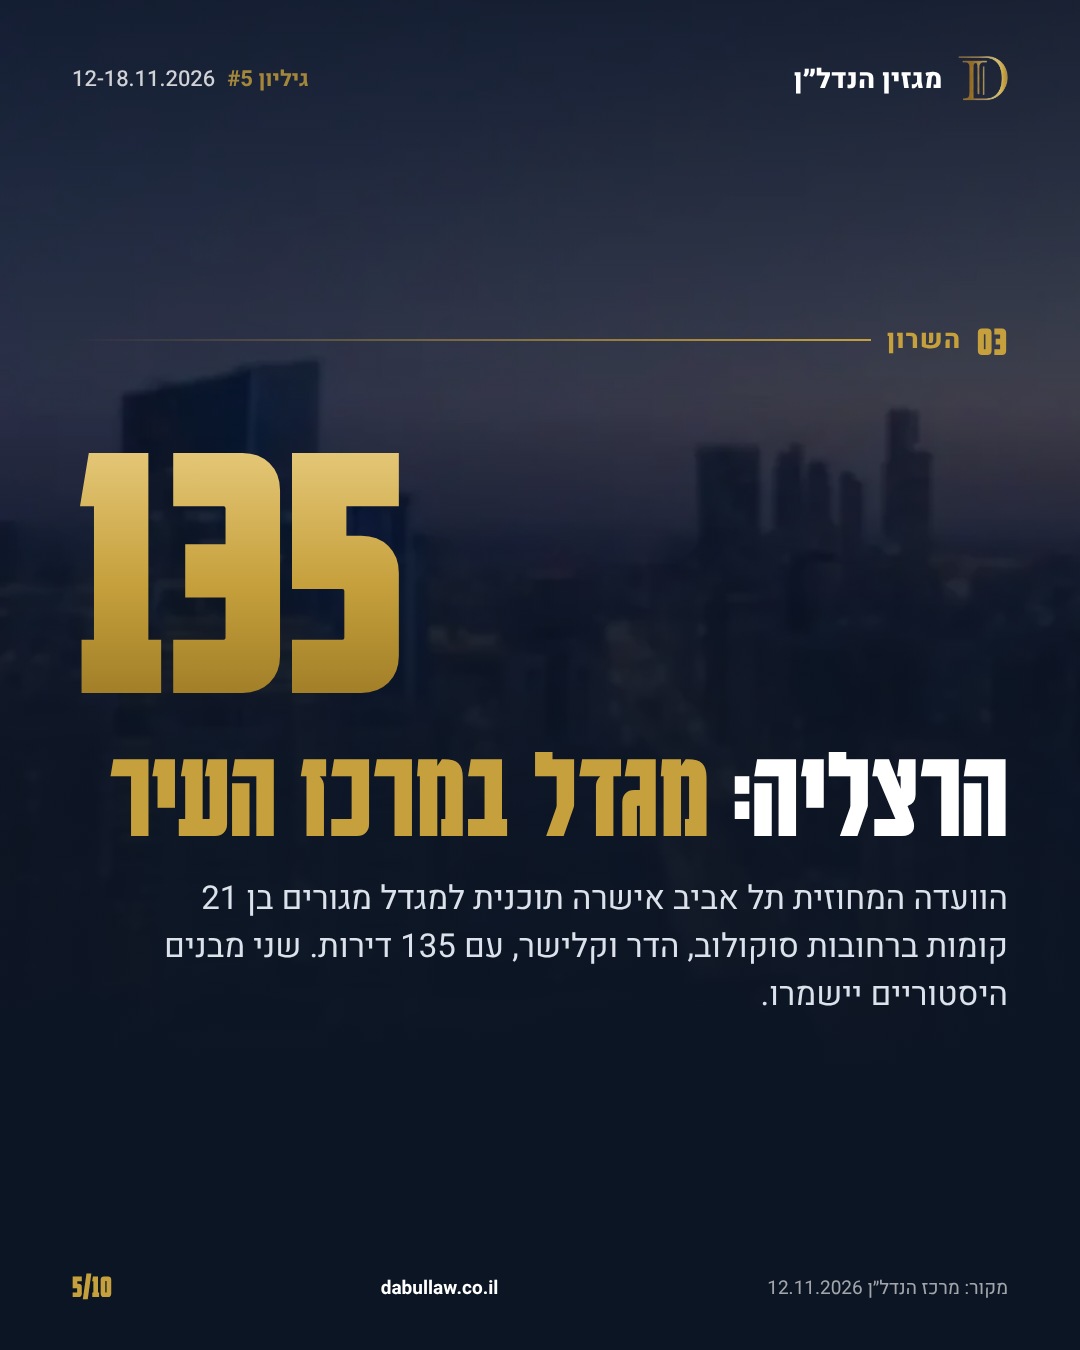 מגזין הנדל״ן
גיליון #5 12-18.11.2026
03 השרון
135
הרצליה: מגדל במרכז העיר
הוועדה המחוזית תל אביב אישרה תוכנית למגדל מגורים בן 21
קומות ברחובות סוקולוב, הדר וקלישר, עם 135 דירות. שני מבנים
היסטוריים יישמרו.
מקור: מרכז הנדל״ן 12.11.2026
dabullaw.co.il
5/10